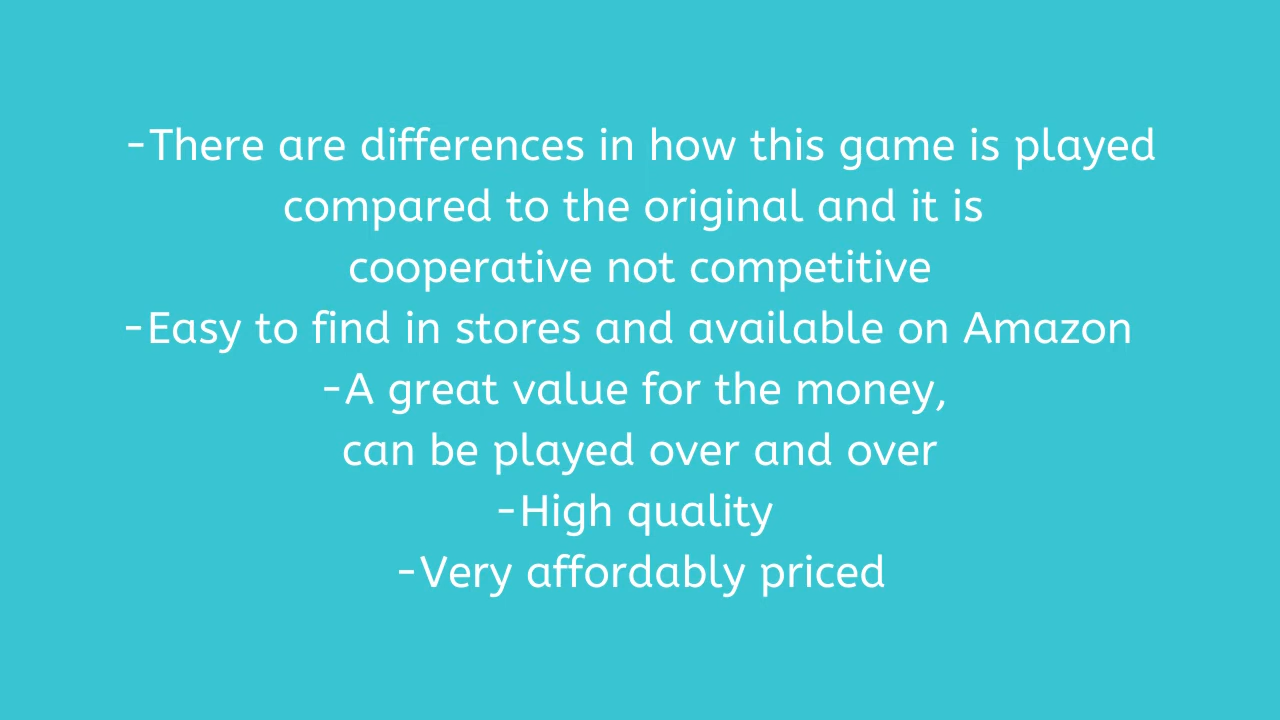 -There are differences in how this game is played
compared to the original and it is
cooperative not competitive
-Easy to find in stores and available on Amazon
-A great value for the money,
can be played over and over
-High quality
-Very affordably priced